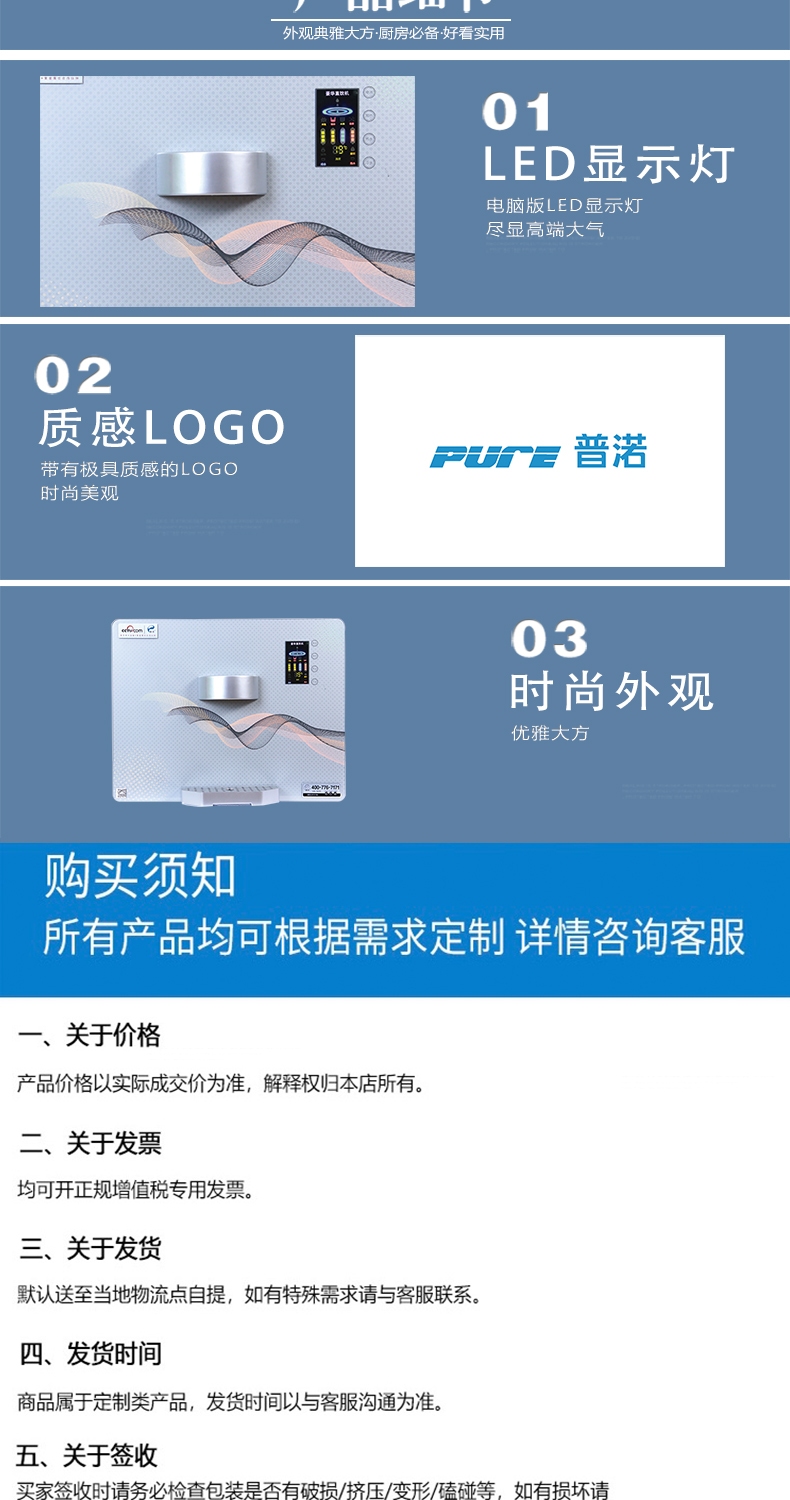 外观典雅大方·厨房必备·好看实用
豪华直饮机
01
LED显示灯
电脑版LED显示灯
尽显高端大气
02
质感LOGO
带有极具质感的LOGO
时尚美观
PURE 普渃
03
时尚外观
优雅大方
400-776-7171
购买须知
所有产品均可根据需求定制 详情咨询客服
一、关于价格
产品价格以实际成交价为准，解释权归本店所有。
二、关于发票
均可开正规增值税专用发票。
三、关于发货
默认送至当地物流点自提，如有特殊需求请与客服联系。
四、发货时间
商品属于定制类产品，发货时间以与客服沟通为准。
五、关于签收
买家签收时请务必检查包装是否有破损/挤压/变形/磕碰等，如有损坏请